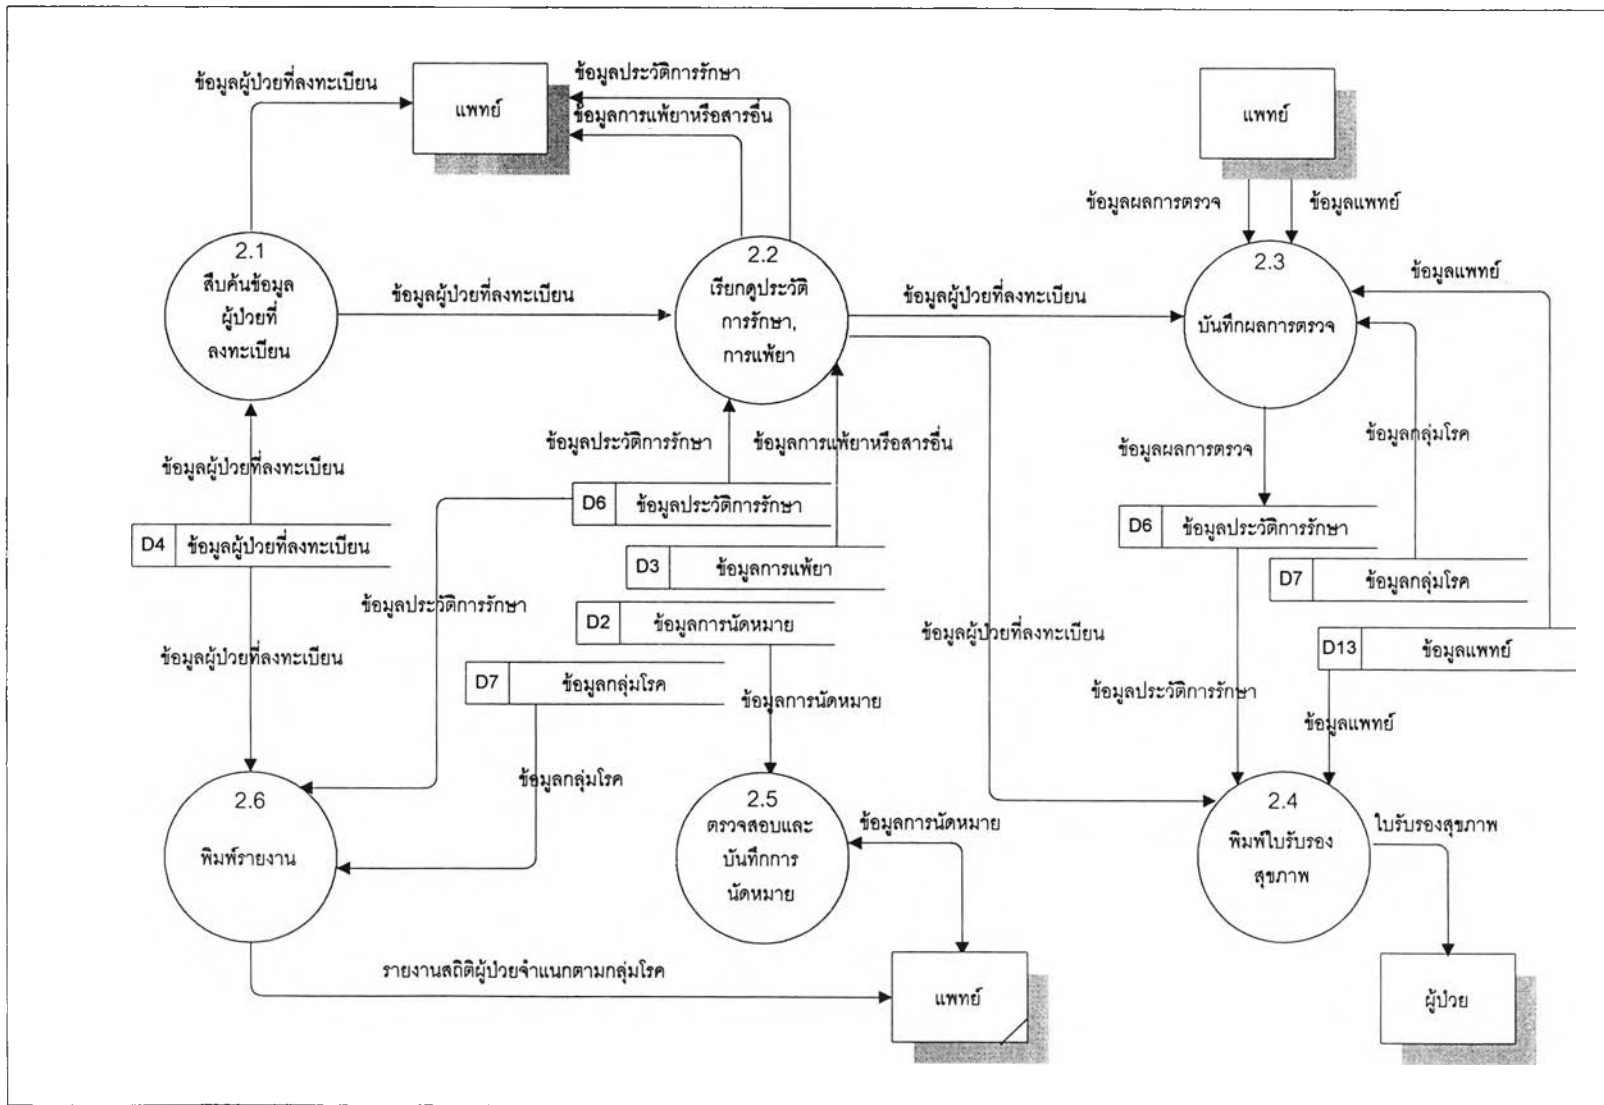 ข้อมูลผู้ป่วยที่ลงทะเบียน
แพทย์
ข้อมูลประวัติการรักษา
ข้อมูลการแพ้ยาหรือสารอื่น
แพทย์
ข้อมูลผลการตรวจ
ข้อมูลแพทย์
2.1
สืบค้นข้อมูล
ผู้ป่วยที่
ลงทะเบียน
ข้อมูลผู้ป่วยที่ลงทะเบียน
2.2
เรียกดูประวัติ
การรักษา,
การแพ้ยา
ข้อมูลผู้ป่วยที่ลงทะเบียน
2.3
บันทึกผลการตรวจ
ข้อมูลแพทย์
ข้อมูลกลุ่มโรค
ข้อมูลผู้ป่วยที่ลงทะเบียน
ข้อมูลประวัติการรักษา
ข้อมูลการแพ้ยาหรือสารอื่น
ข้อมูลผลการตรวจ
D4 ข้อมูลผู้ป่วยที่ลงทะเบียน
D6 ข้อมูลประวัติการรักษา
D3 ข้อมูลการแพ้ยา
D2 ข้อมูลการนัดหมาย
D7 ข้อมูลกลุ่มโรค
D6 ข้อมูลประวัติการรักษา
D7 ข้อมูลกลุ่มโรค
D13 ข้อมูลแพทย์
ข้อมูลประวัติการรักษา
ข้อมูลผู้ป่วยที่ลงทะเบียน
ข้อมูลผู้ป่วยที่ลงทะเบียน
ข้อมูลการนัดหมาย
ข้อมูลประวัติการรักษา
ข้อมูลแพทย์
ข้อมูลกลุ่มโรค
2.6
พิมพ์รายงาน
2.5
ตรวจสอบและ
บันทึกการ
นัดหมาย
ข้อมูลการนัดหมาย
2.4
พิมพ์ใบรับรอง
สุขภาพ
ใบรับรองสุขภาพ
รายงานสถิติผู้ป่วยจำแนกตามกลุ่มโรค
แพทย์
ผู้ป่วย